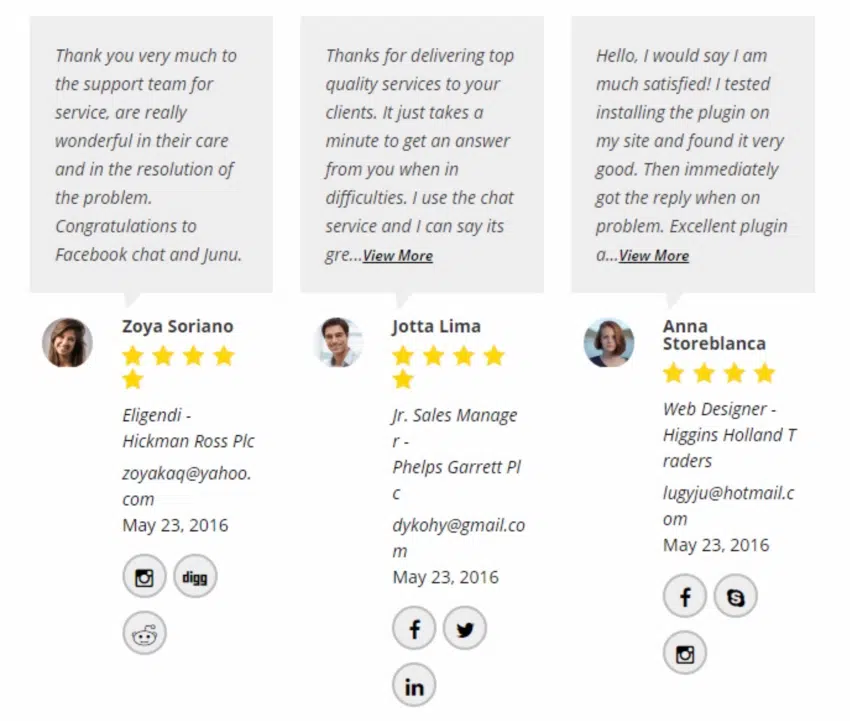 Thank you very much to
the support team for
service, are really
wonderful in their care
and in the resolution of
the problem.
Congratulations to
Facebook chat and Junu.
Zoya Soriano
Eligendi -
Hickman Ross Plc
zoyakaq@yahoo.
com
May 23, 2016
digg
Thanks for delivering top
quality services to your
clients. It just takes a
minute to get an answer
from you when in
difficulties. I use the chat
service and I can say its
gre...View More
Jotta Lima
Jr. Sales Manage
r -
Phelps Garrett Pl
c
dykohy@gmail.co
m
May 23, 2016
in
Hello, I would say I am
much satisfied! I tested
installing the plugin on
my site and found it very
good. Then immediately
got the reply when on
problem. Excellent plugin
a...View More
Anna
Storeblanca
Web Designer -
Higgins Holland T
raders
lugyju@hotmail.c
om
May 23, 2016